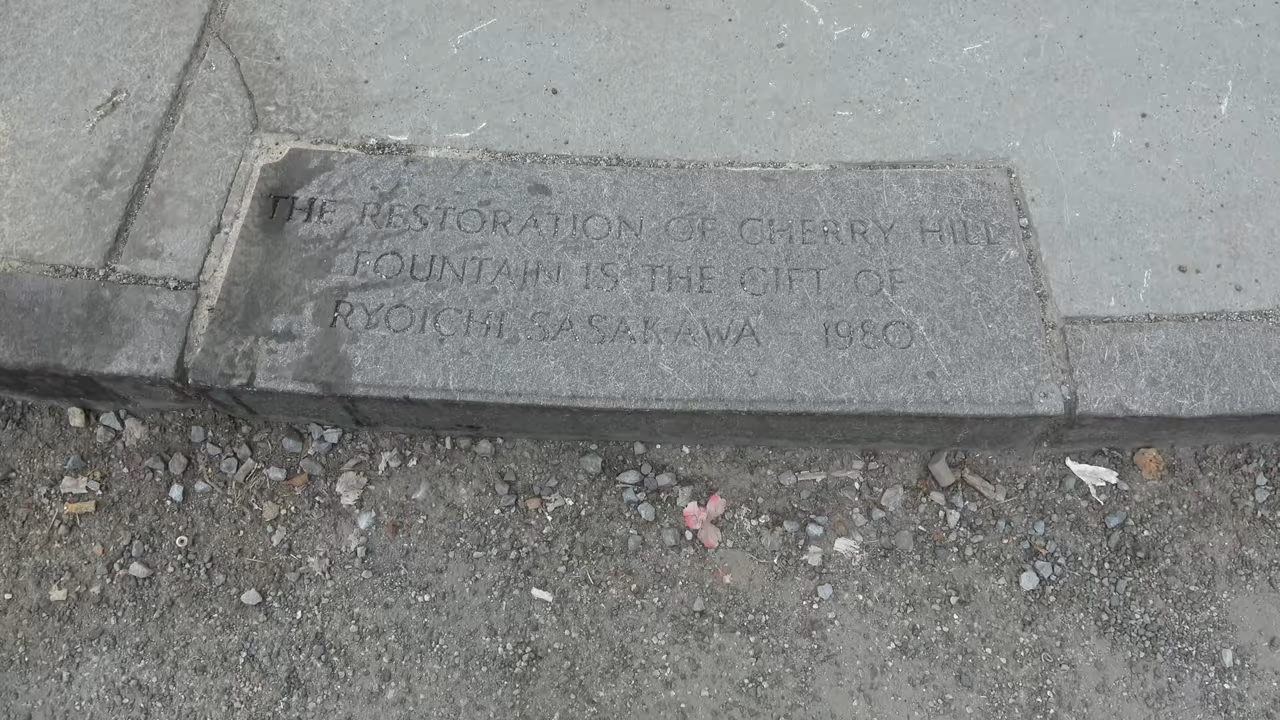 THE RESTORATION OF CHERRY HILL
FOUNTAIN IS THE GIFT OF
RYOICHI SASAKAWA 1980